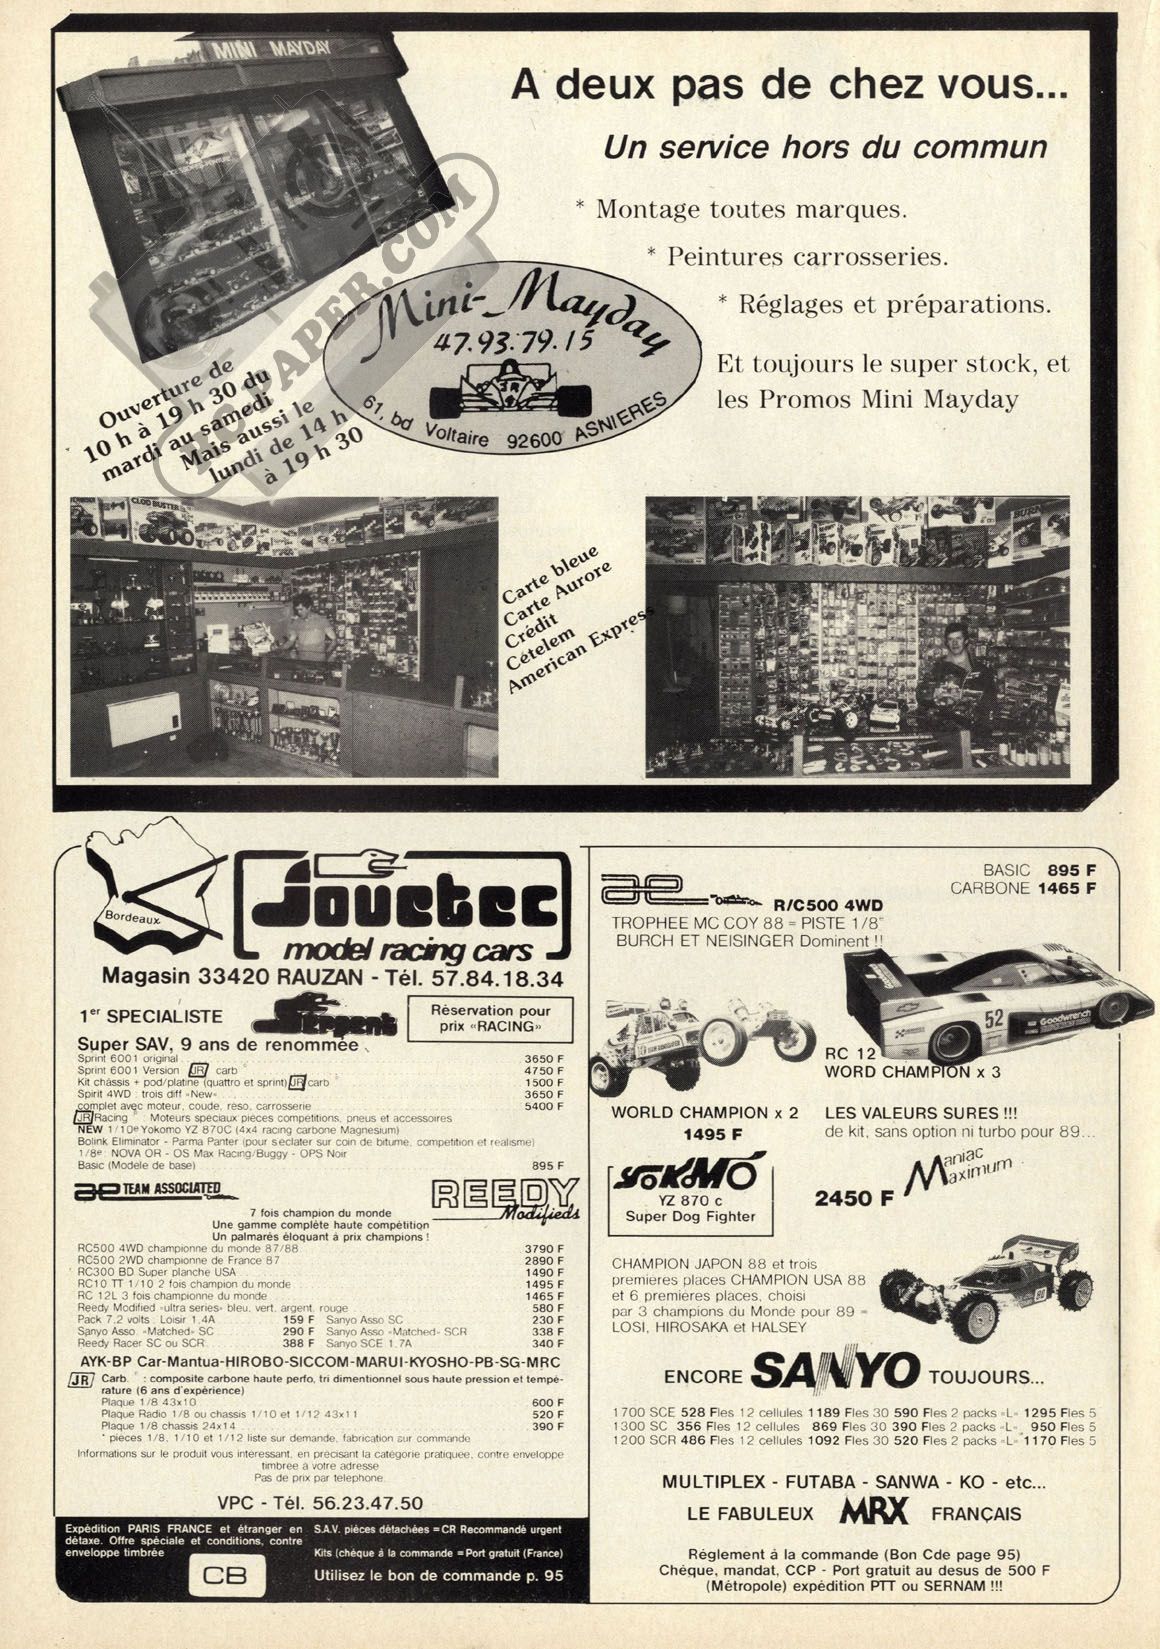 MINI MAYDAY
A deux pas de chez vous...
Un service hors du commun
* Montage toutes marques.
* Peintures carrosseries.
* Réglages et préparations.
Et toujours le super stock, et
les Promos Mini Mayday
Mini-Mayday
47.93.79.15
61, bd Voltaire 92600 ASNIERES
RCPAPER.COM
Ouverture de
10 h à 19 h 30 du
mardi au samedi
Mais aussi le
lundi de 14 h
à 19 h 30
CLOD BUSTER
Carte bleue
Carte Aurore
Crédit
Cételem
American Express
Bordeaux
Jouetec
model racing cars
Magasin 33420 RAUZAN - Tél. 57.84.18.34
1er SPECIALISTE Serpent
Réservation pour
prix «RACING»
Super SAV, 9 ans de renommée
Sprint 6001 original 3650 F
Sprint 6001 Version JR carb 4750 F
Kit châssis + pod/platine (quattro et sprint) JR carb 1500 F
Spirit 4WD : trois diff «New» 3650 F
complet avec moteur, coude, réso, carrosserie 5400 F
JR Racing : Moteurs spéciaux pièces compétitions, pneus et accessoires
NEW 1/10e Yokomo YZ 870C (4x4 racing carbone Magnesium)
Bolink Eliminator - Parma Panter (pour s'éclater sur coin de bitume, compétition et réalisme)
1/8e : NOVA OR - OS Max Racing/Buggy - OPS Noir
Basic (Modèle de base) 895 F
ae TEAM ASSOCIATED
REEDY
Modifieds
7 fois champion du monde
Une gamme complète haute compétition
Un palmarès éloquant à prix champions !
RC500 4WD championne du monde 87/88 3790 F
RC500 2WD championne de France 87 2890 F
RC300 BD Super planche USA 1490 F
RC10 TT 1/10 2 fois champion du monde 1495 F
RC 12L 3 fois championne du monde 1465 F
Reedy Modified «ultra series» bleu, vert, argent, rouge 580 F
Pack 7.2 volts : Loisir 1.4A 159 F Sanyo Asso SC 230 F
Sanyo Asso. «Matched» SC 290 F Sanyo Asso «Matched» SCR 338 F
Reedy Racer SC ou SCR 388 F Sanyo SCE 1.7A 340 F
AYK-BP Car-Mantua-HIROBO-SICCOM-MARUI-KYOSHO-PB-SG-MRC
JR Carb. : composite carbone haute perfo, tri dimentionnel sous haute pression et tempé-
rature (6 ans d'expérience)
Plaque 1/8 43x10 600 F
Plaque Radio 1/8 ou chassis 1/10 et 1/12 43x11 520 F
Plaque 1/8 chassis 24x14 390 F
* pièces 1/8, 1/10 et 1/12 liste sur demande, fabrication sur commande
Informations sur le produit vous intéressant, en précisant la catégorie pratiquée, contre enveloppe
timbrée à votre adresse
Pas de prix par téléphone.
VPC - Tél. 56.23.47.50
Expédition PARIS FRANCE et étranger en
détaxe. Offre spéciale et conditions, contre
enveloppe timbrée
CB
S.A.V. pièces détachées = CR Recommandé urgent
Kits (chéque à la commande = Port gratuit (France)
Utilisez le bon de commande p. 95
BASIC 895 F
CARBONE 1465 F
ae R/C500 4WD
TROPHEE MC COY 88 = PISTE 1/8"
BURCH ET NEISINGER Dominent !!
52
Goodwrench
RC 12
WORD CHAMPION x 3
WORLD CHAMPION x 2
1495 F
LES VALEURS SURES !!!
de kit, sans option ni turbo pour 89...
YOKOMO
YZ 870 c
Super Dog Fighter
2450 F
Maniac
Maximum
CHAMPION JAPON 88 et trois
premieres places CHAMPION USA 88
et 6 premieres places, choisi
par 3 champions du Monde pour 89 =
LOSI, HIROSAKA et HALSEY
ENCORE SANYO TOUJOURS...
1700 SCE 528 Fles 12 cellules 1189 Fles 30 590 Fles 2 packs «L» 1295 Fles 5
1300 SC 356 Fles 12 cellules 869 Fles 30 390 Fles 2 packs «L» 950 Fles 5
1200 SCR 486 Fles 12 cellules 1092 Fles 30 520 Fles 2 packs «L» 1170 Fles 5
MULTIPLEX - FUTABA - SANWA - KO - etc...
LE FABULEUX MRX FRANÇAIS
Réglement à la commande (Bon Cde page 95)
Chéque, mandat, CCP - Port gratuit au desus de 500 F
(Métropole) expédition PTT ou SERNAM !!!